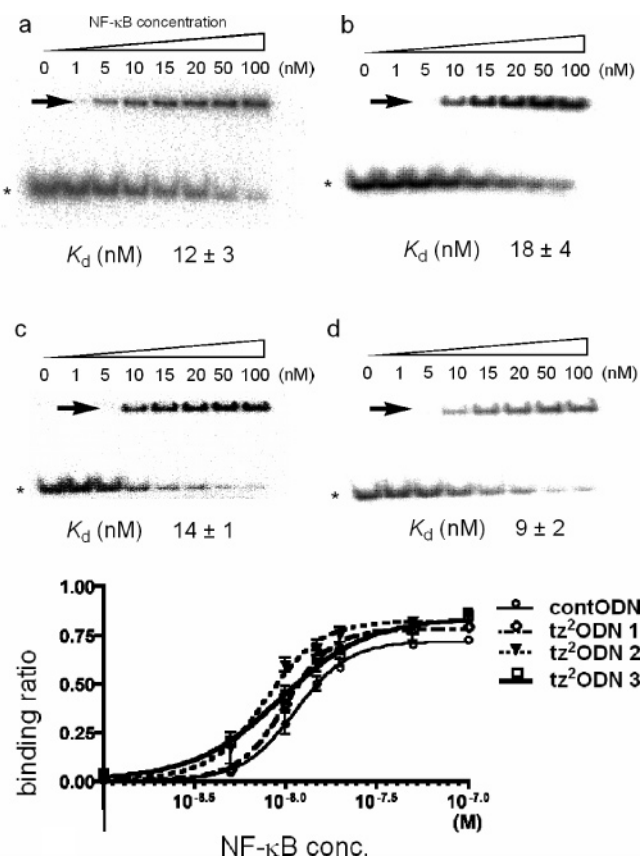 a
NF-κB concentration
0 1 5 10 15 20 50 100 (nM)
*
Kd (nM) 12 ± 3
b
0 1 5 10 15 20 50 100 (nM)
*
Kd (nM) 18 ± 4
c
0 1 5 10 15 20 50 100 (nM)
*
Kd (nM) 14 ± 1
d
0 1 5 10 15 20 50 100 (nM)
*
Kd (nM) 9 ± 2
binding ratio
1.00
0.75
0.50
0.25
0.00
10-8.5 10-8.0 10-7.5 10-7.0
(M)
NF-κB conc.
contODN
tz2ODN 1
tz2ODN 2
tz2ODN 3